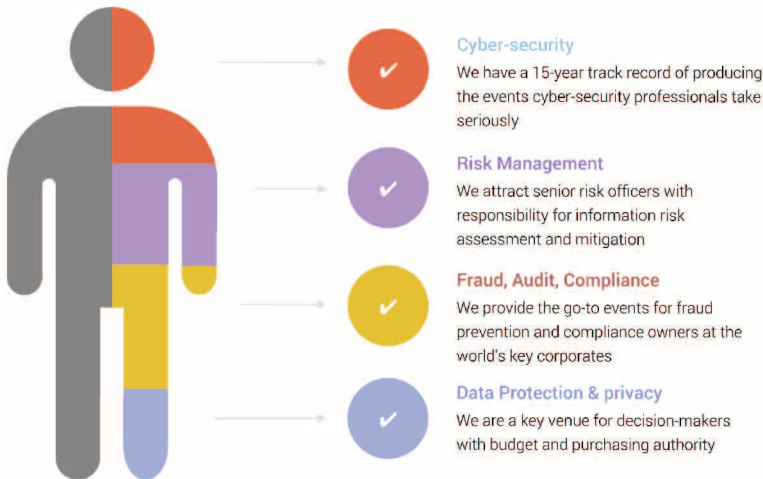 Cyber-security
We have a 15-year track record of producing
the events cyber-security professionals take
seriously
Risk Management
We attract senior risk officers with
responsibility for information risk
assessment and mitigation
Fraud, Audit, Compliance
We provide the go-to events for fraud
prevention and compliance owners at the
world's key corporates
Data Protection & privacy
We are a key venue for decision-makers
with budget and purchasing authority